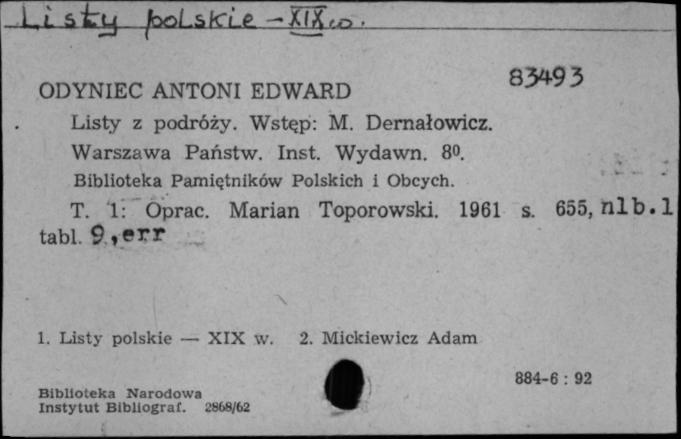 Listy polskie – XIX w.
83493
ODYNIEC ANTONI EDWARD
Listy z podróży. Wstęp: M. Dernałowicz.
Warszawa Państw. Inst. Wydawn. 8⁰.
Biblioteka Pamiętników Polskich i Obcych.
T. 1: Oprac. Marian Toporowski. 1961 s. 655, nlb.1
tabl. 9, err
1. Listy polskie — XIX w. 2. Mickiewicz Adam
884-6 : 92
Biblioteka Narodowa
Instytut Bibliograf. 2868/62